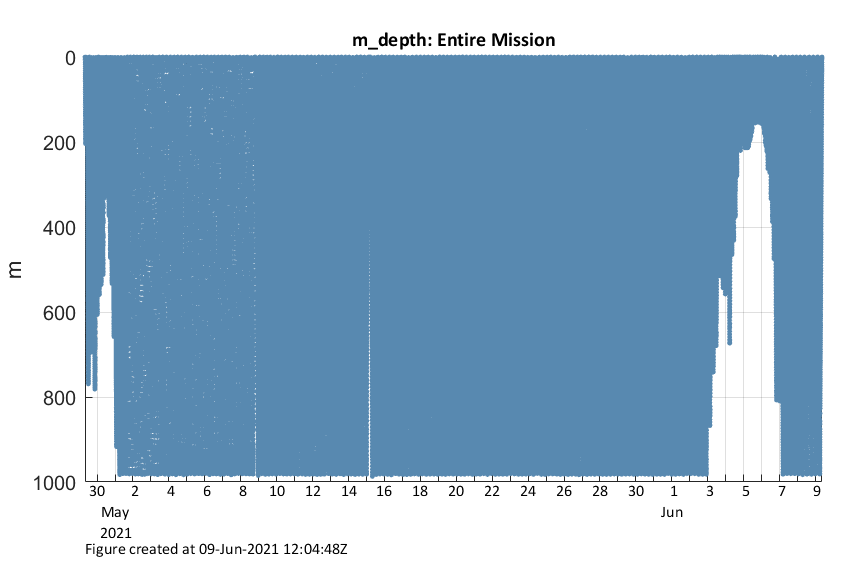 m_depth: Entire Mission
0
200
400
600
800
1000
m
30 2 4 6 8 10 12 14 16 18 20 22 24 26 28 30 1 3 5 7 9
May Jun
2021
Figure created at 09-Jun-2021 12:04:48Z